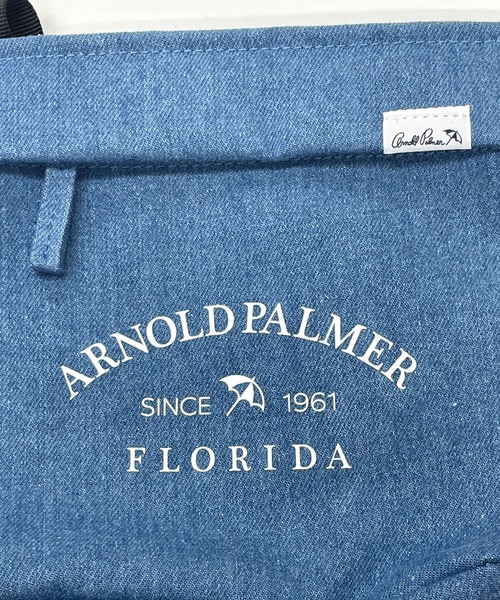 Arnold Palmer
ARNOLD PALMER
SINCE 1961
FLORIDA